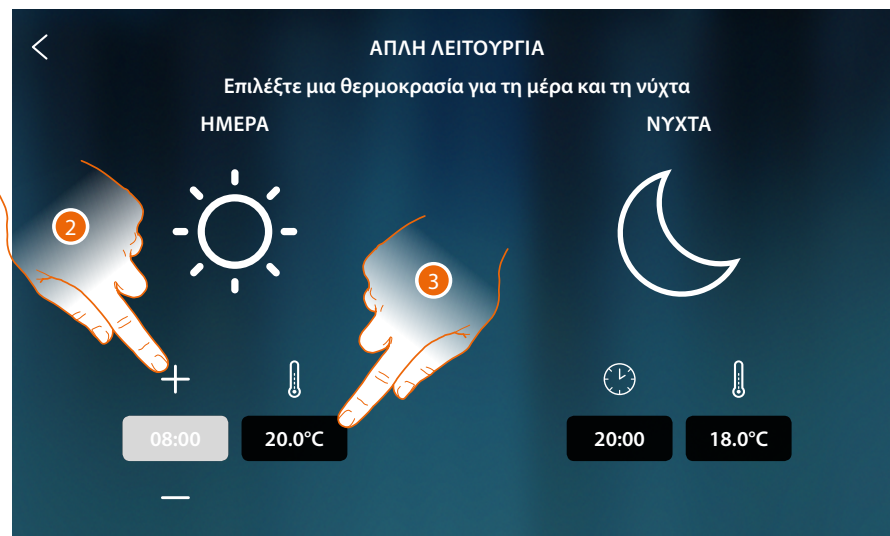 ΑΠΛΗ ΛΕΙΤΟΥΡΓΙΑ
Επιλέξτε μια θερμοκρασία για τη μέρα και τη νύχτα
ΗΜΕΡΑ
ΝΥΧΤΑ
2
3
08:00
20.0°C
20:00
18.0°C